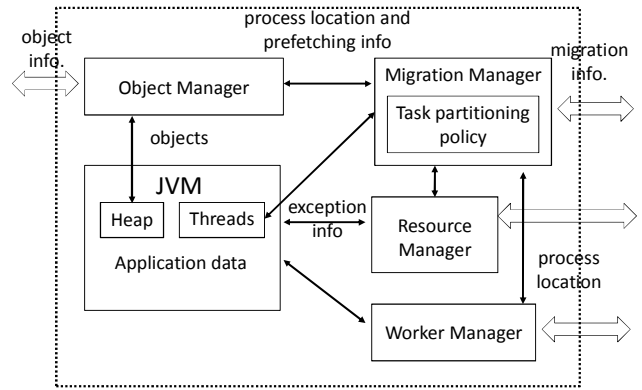 process location and
prefetching info
object
info.
migration
info.
Object Manager
Migration Manager
Task partitioning
policy
objects
JVM
Heap
Threads
Application data
exception
info
Resource
Manager
process
location
Worker Manager